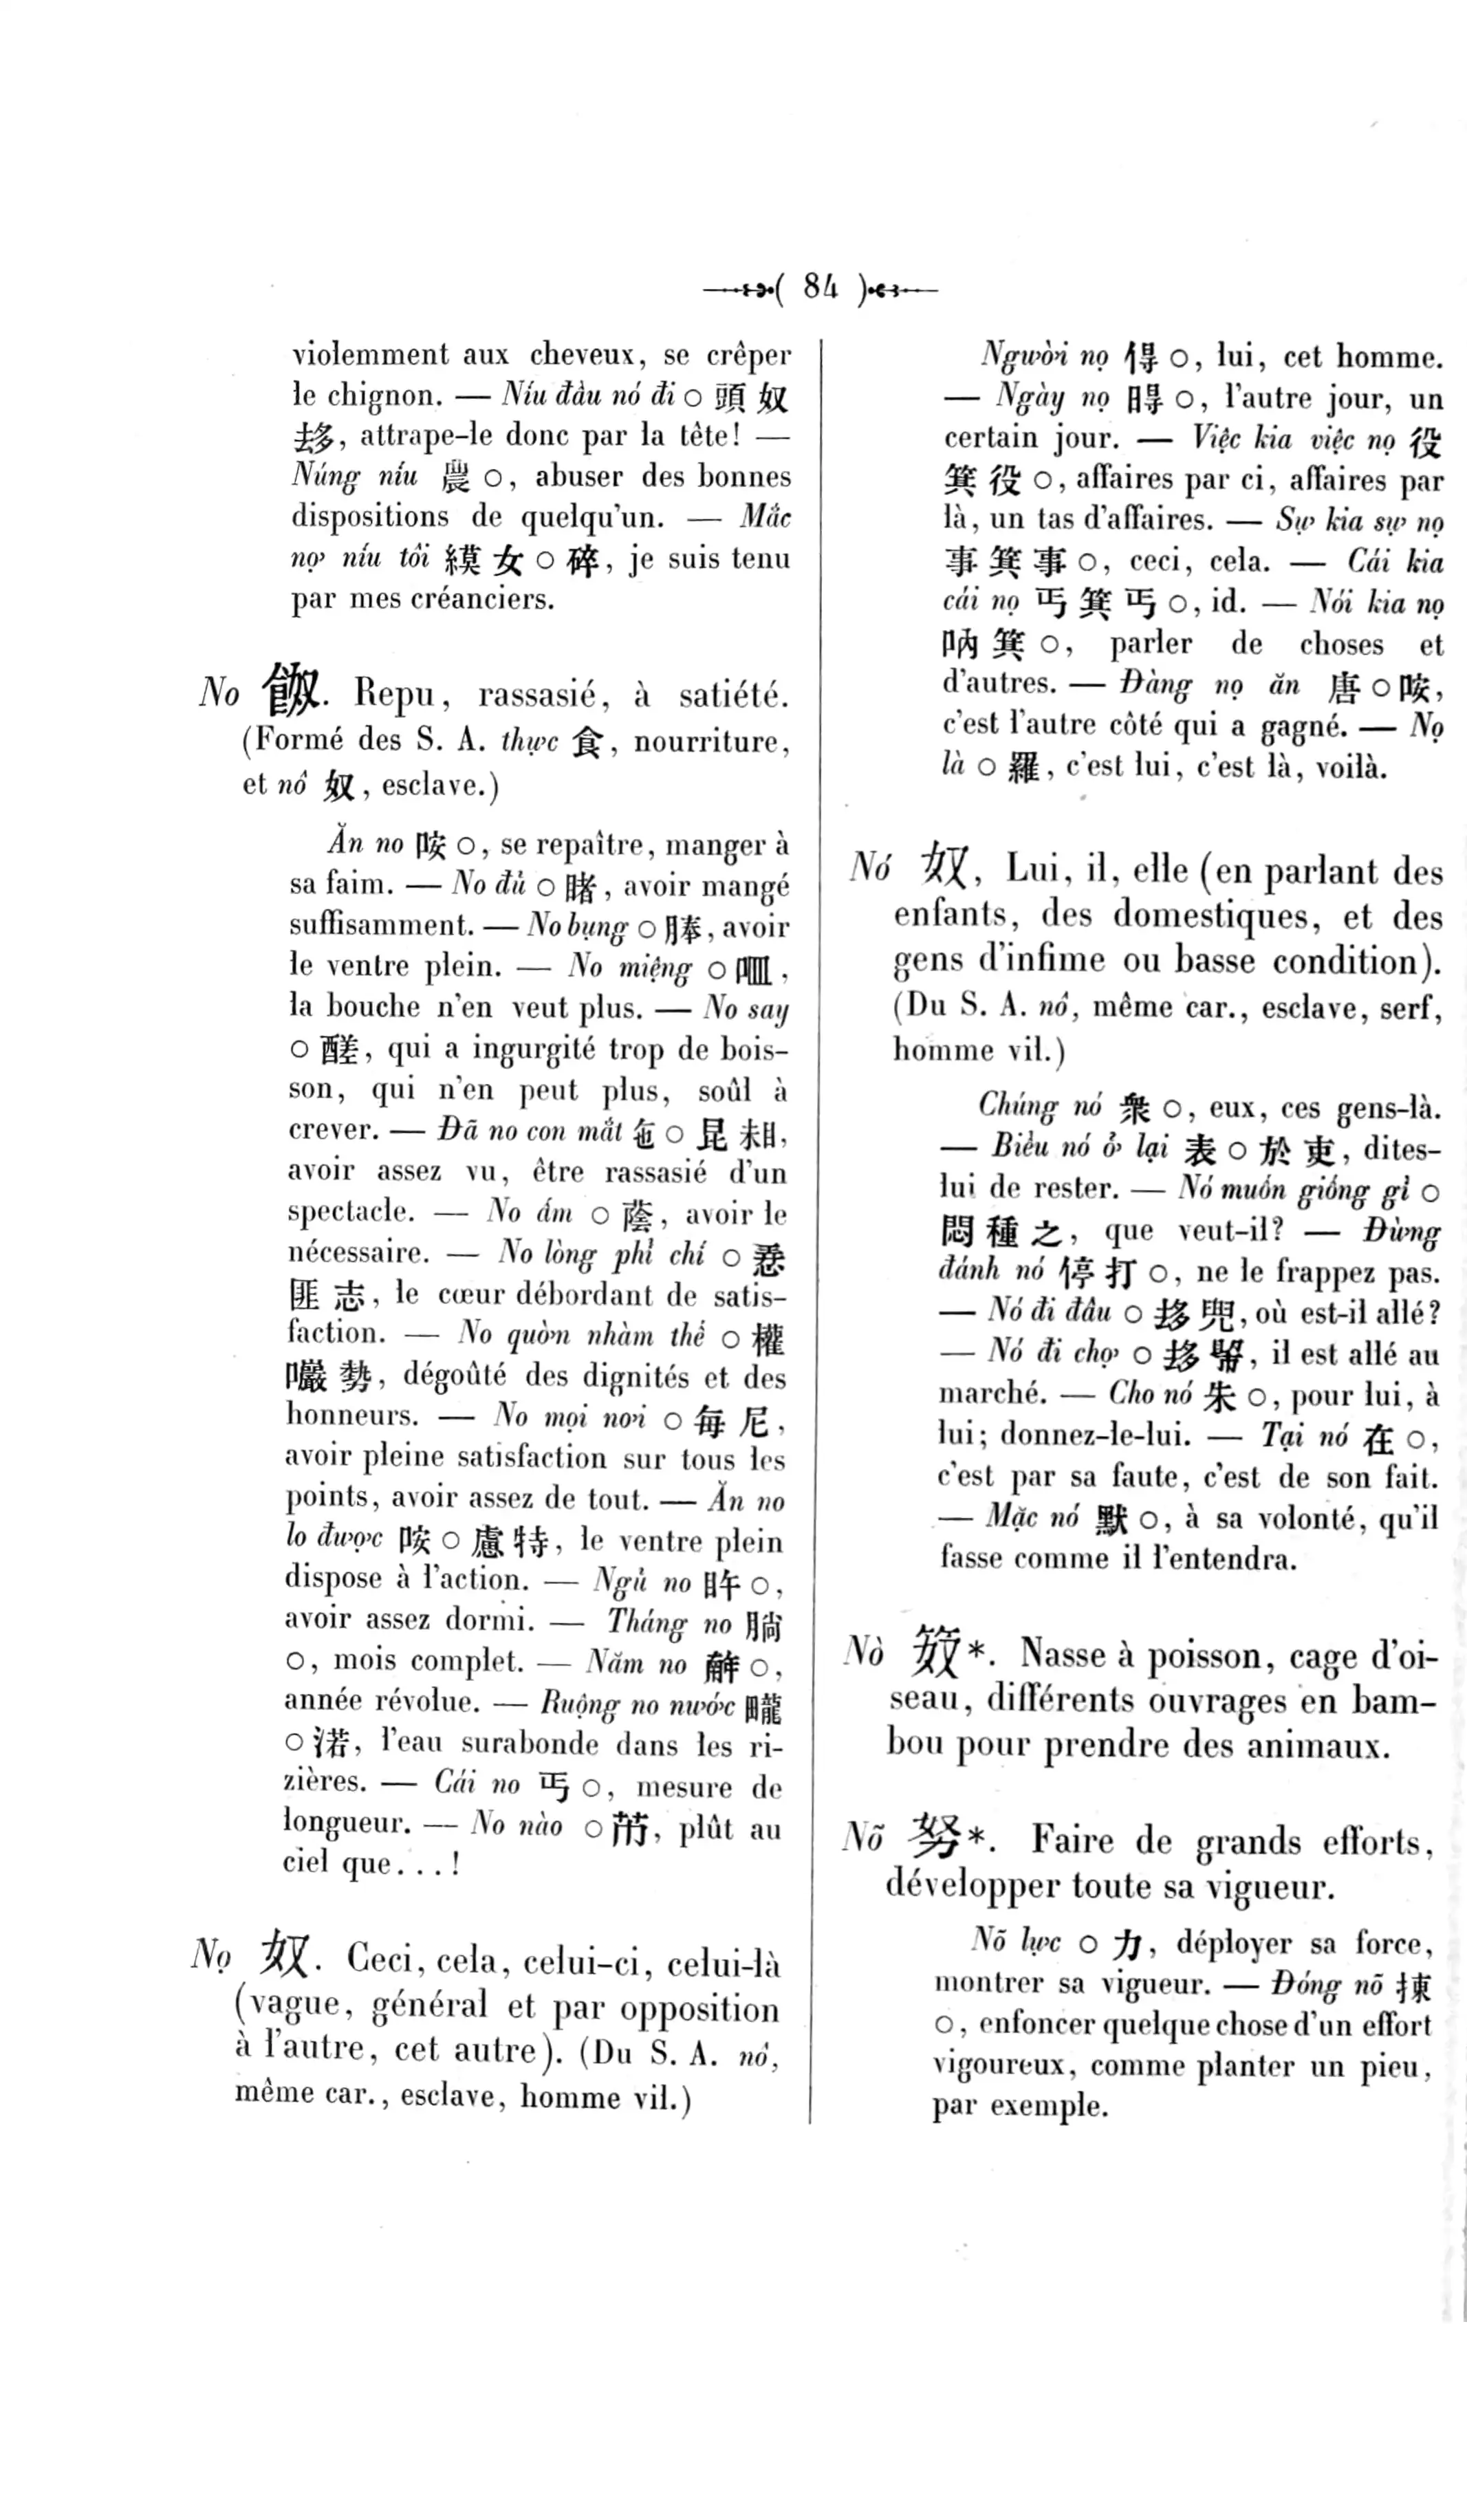 ( 84 )
violemment aux cheveux, se crêper
le chignon. — Níu đầu nó đi ○ 頭 奴
𠫾, attrape-le donc par la tête! —
Núng níu 農 ○, abuser des bonnes
dispositions de quelqu'un. — Mắc
nợ níu tôi 縸 女 ○ 碎, je suis tenu
par mes créanciers.
No 𩛂. Repu, rassasié, à satiété.
(Formé des S. A. thực 食, nourriture,
et nô 奴, esclave.)
Ăn no 咹 ○, se repaître, manger à
sa faim. — No đủ ○ 睹, avoir mangé
suffisamment. — No bụng ○ 䏾, avoir
le ventre plein. — No miệng ○ 𠰘,
la bouche n'en veut plus. — No say
○ 醝, qui a ingurgité trop de bois-
son, qui n'en peut plus, soûl à
crever. — Đã no con mắt 㐌 ○ 昆 眜,
avoir assez vu, être rassasié d'un
spectacle. — No ấm ○ 蔭, avoir le
nécessaire. — No lòng phỉ chí ○ 𢚸
匪 志, le cœur débordant de satis-
faction. — No quờn nhàm thế ○ 權
囖 势, dégoûté des dignités et des
honneurs. — No mọi nơi ○ 每 尼,
avoir pleine satisfaction sur tous les
points, avoir assez de tout. — Ăn no
lo được 咹 ○ 慮 特, le ventre plein
dispose à l'action. — Ngủ no 𥄭 ○,
avoir assez dormi. — Tháng no 𣎃
○, mois complet. — Năm no 𢆥 ○,
année révolue. — Ruộng no nước 𤲌
○ 渃, l'eau surabonde dans les ri-
zières. — Cái no 丐 ○, mesure de
longueur. — No nào ○ 芇, plût au
ciel que...!
Nọ 奴. Ceci, cela, celui-ci, celui-là
(vague, général et par opposition
à l'autre, cet autre). (Du S. A. nô,
même car., esclave, homme vil.)
Người nọ 㝵 ○, lui, cet homme.
— Ngày nọ 𣈜 ○, l'autre jour, un
certain jour. — Việc kia việc nọ 役
箕 役 ○, affaires par ci, affaires par
là, un tas d'affaires. — Sự kia sự nọ
事 箕 事 ○, ceci, cela. — Cái kia
cái nọ 丐 箕 丐 ○, id. — Nói kia nọ
吶 箕 ○, parler de choses et
d'autres. — Đàng nọ ăn 唐 ○ 咹,
c'est l'autre côté qui a gagné. — Nọ
là ○ 羅, c'est lui, c'est là, voilà.
Nó 奴, Lui, il, elle (en parlant des
enfants, des domestiques, et des
gens d'infime ou basse condition).
(Du S. A. nô, même car., esclave, serf,
homme vil.)
Chúng nó 衆 ○, eux, ces gens-là.
— Biểu nó ở lại 表 ○ 於 吏, dites-
lui de rester. — Nó muốn giống gì ○
悶 種 之, que veut-il? — Đừng
đánh nó 停 打 ○, ne le frappez pas.
— Nó đi đâu ○ 𠫾 兜, où est-il allé?
— Nó đi chợ ○ 𠫾 𢄂, il est allé au
marché. — Cho nó 朱 ○, pour lui, à
lui; donnez-le-lui. — Tại nó 在 ○,
c'est par sa faute, c'est de son fait.
— Mặc nó 默 ○, à sa volonté, qu'il
fasse comme il l'entendra.
Nò 笯*. Nasse à poisson, cage d'oi-
seau, différents ouvrages en bam-
bou pour prendre des animaux.
Nõ 努*. Faire de grands efforts,
développer toute sa vigueur.
Nõ lực ○ 力, déployer sa force,
montrer sa vigueur. — Đóng nõ 揀
○, enfoncer quelque chose d'un effort
vigoureux, comme planter un pieu,
par exemple.